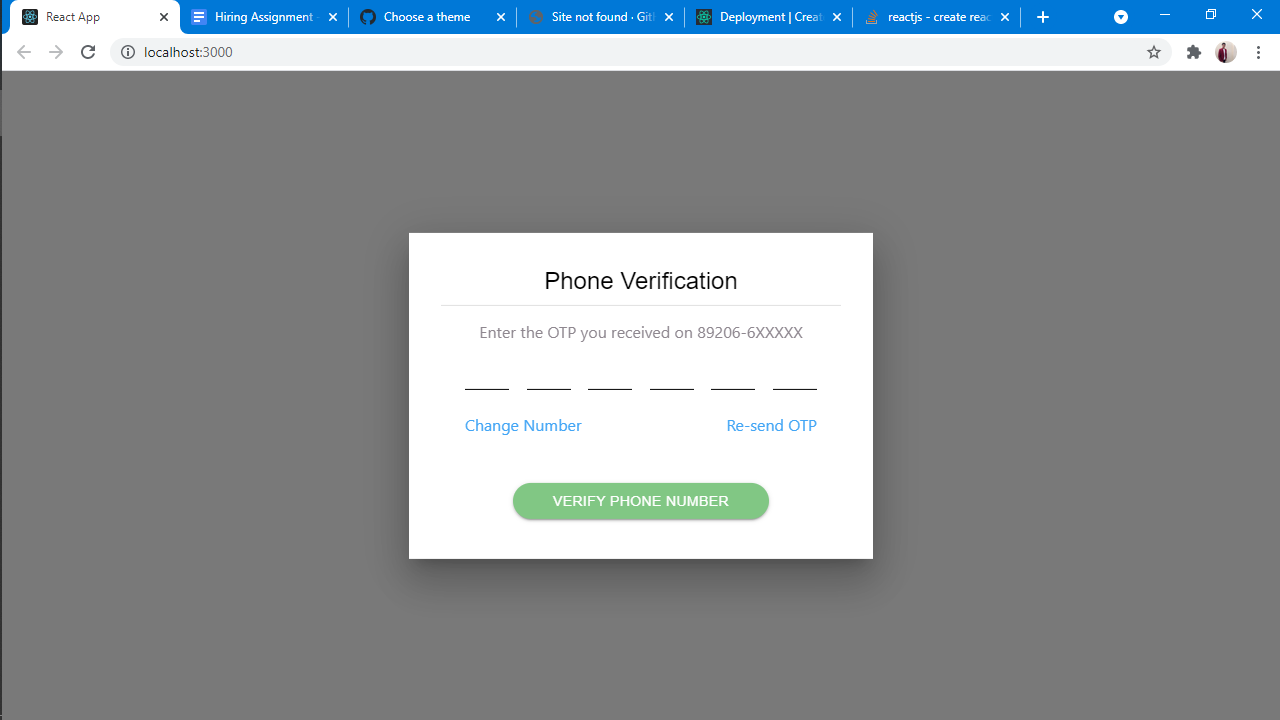 React App
Hiring Assignment -
Choose a theme
Site not found · Git
Deployment | Create
reactjs - create reac
localhost:3000
Phone Verification
Enter the OTP you received on 89206-6XXXXX
Change Number
Re-send OTP
VERIFY PHONE NUMBER